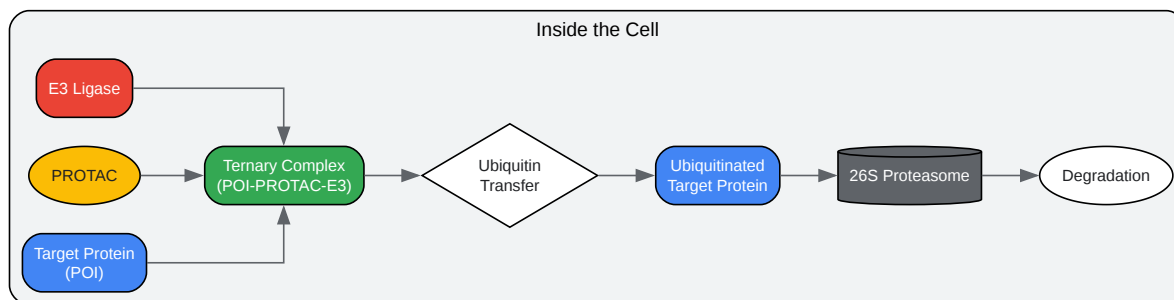 Inside the Cell
E3 Ligase
PROTAC
Target Protein
(POI)
Ternary Complex
(POI-PROTAC-E3)
Ubiquitin
Transfer
Ubiquitinated
Target Protein
26S Proteasome
Degradation